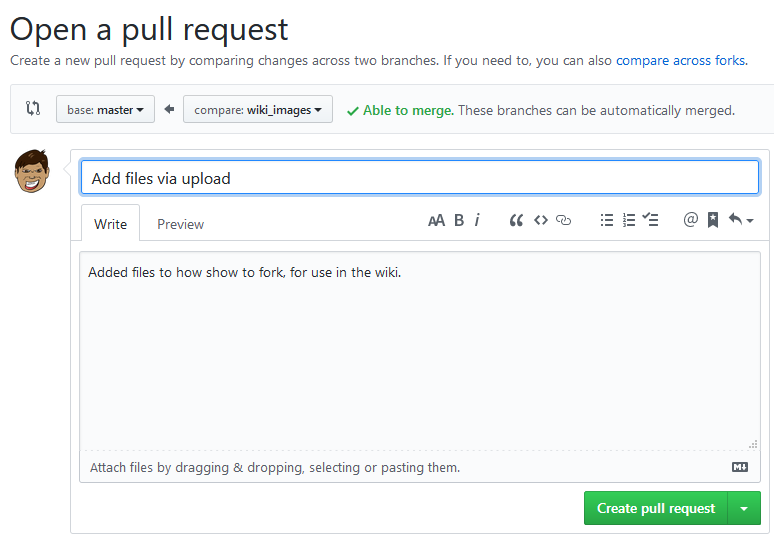 Open a pull request
Create a new pull request by comparing changes across two branches. If you need to, you can also compare across forks.
base: master compare: wiki_images Able to merge. These branches can be automatically merged.
Add files via upload
Write Preview AA B i @
Added files to how show to fork, for use in the wiki.
Attach files by dragging & dropping, selecting or pasting them.
Create pull request